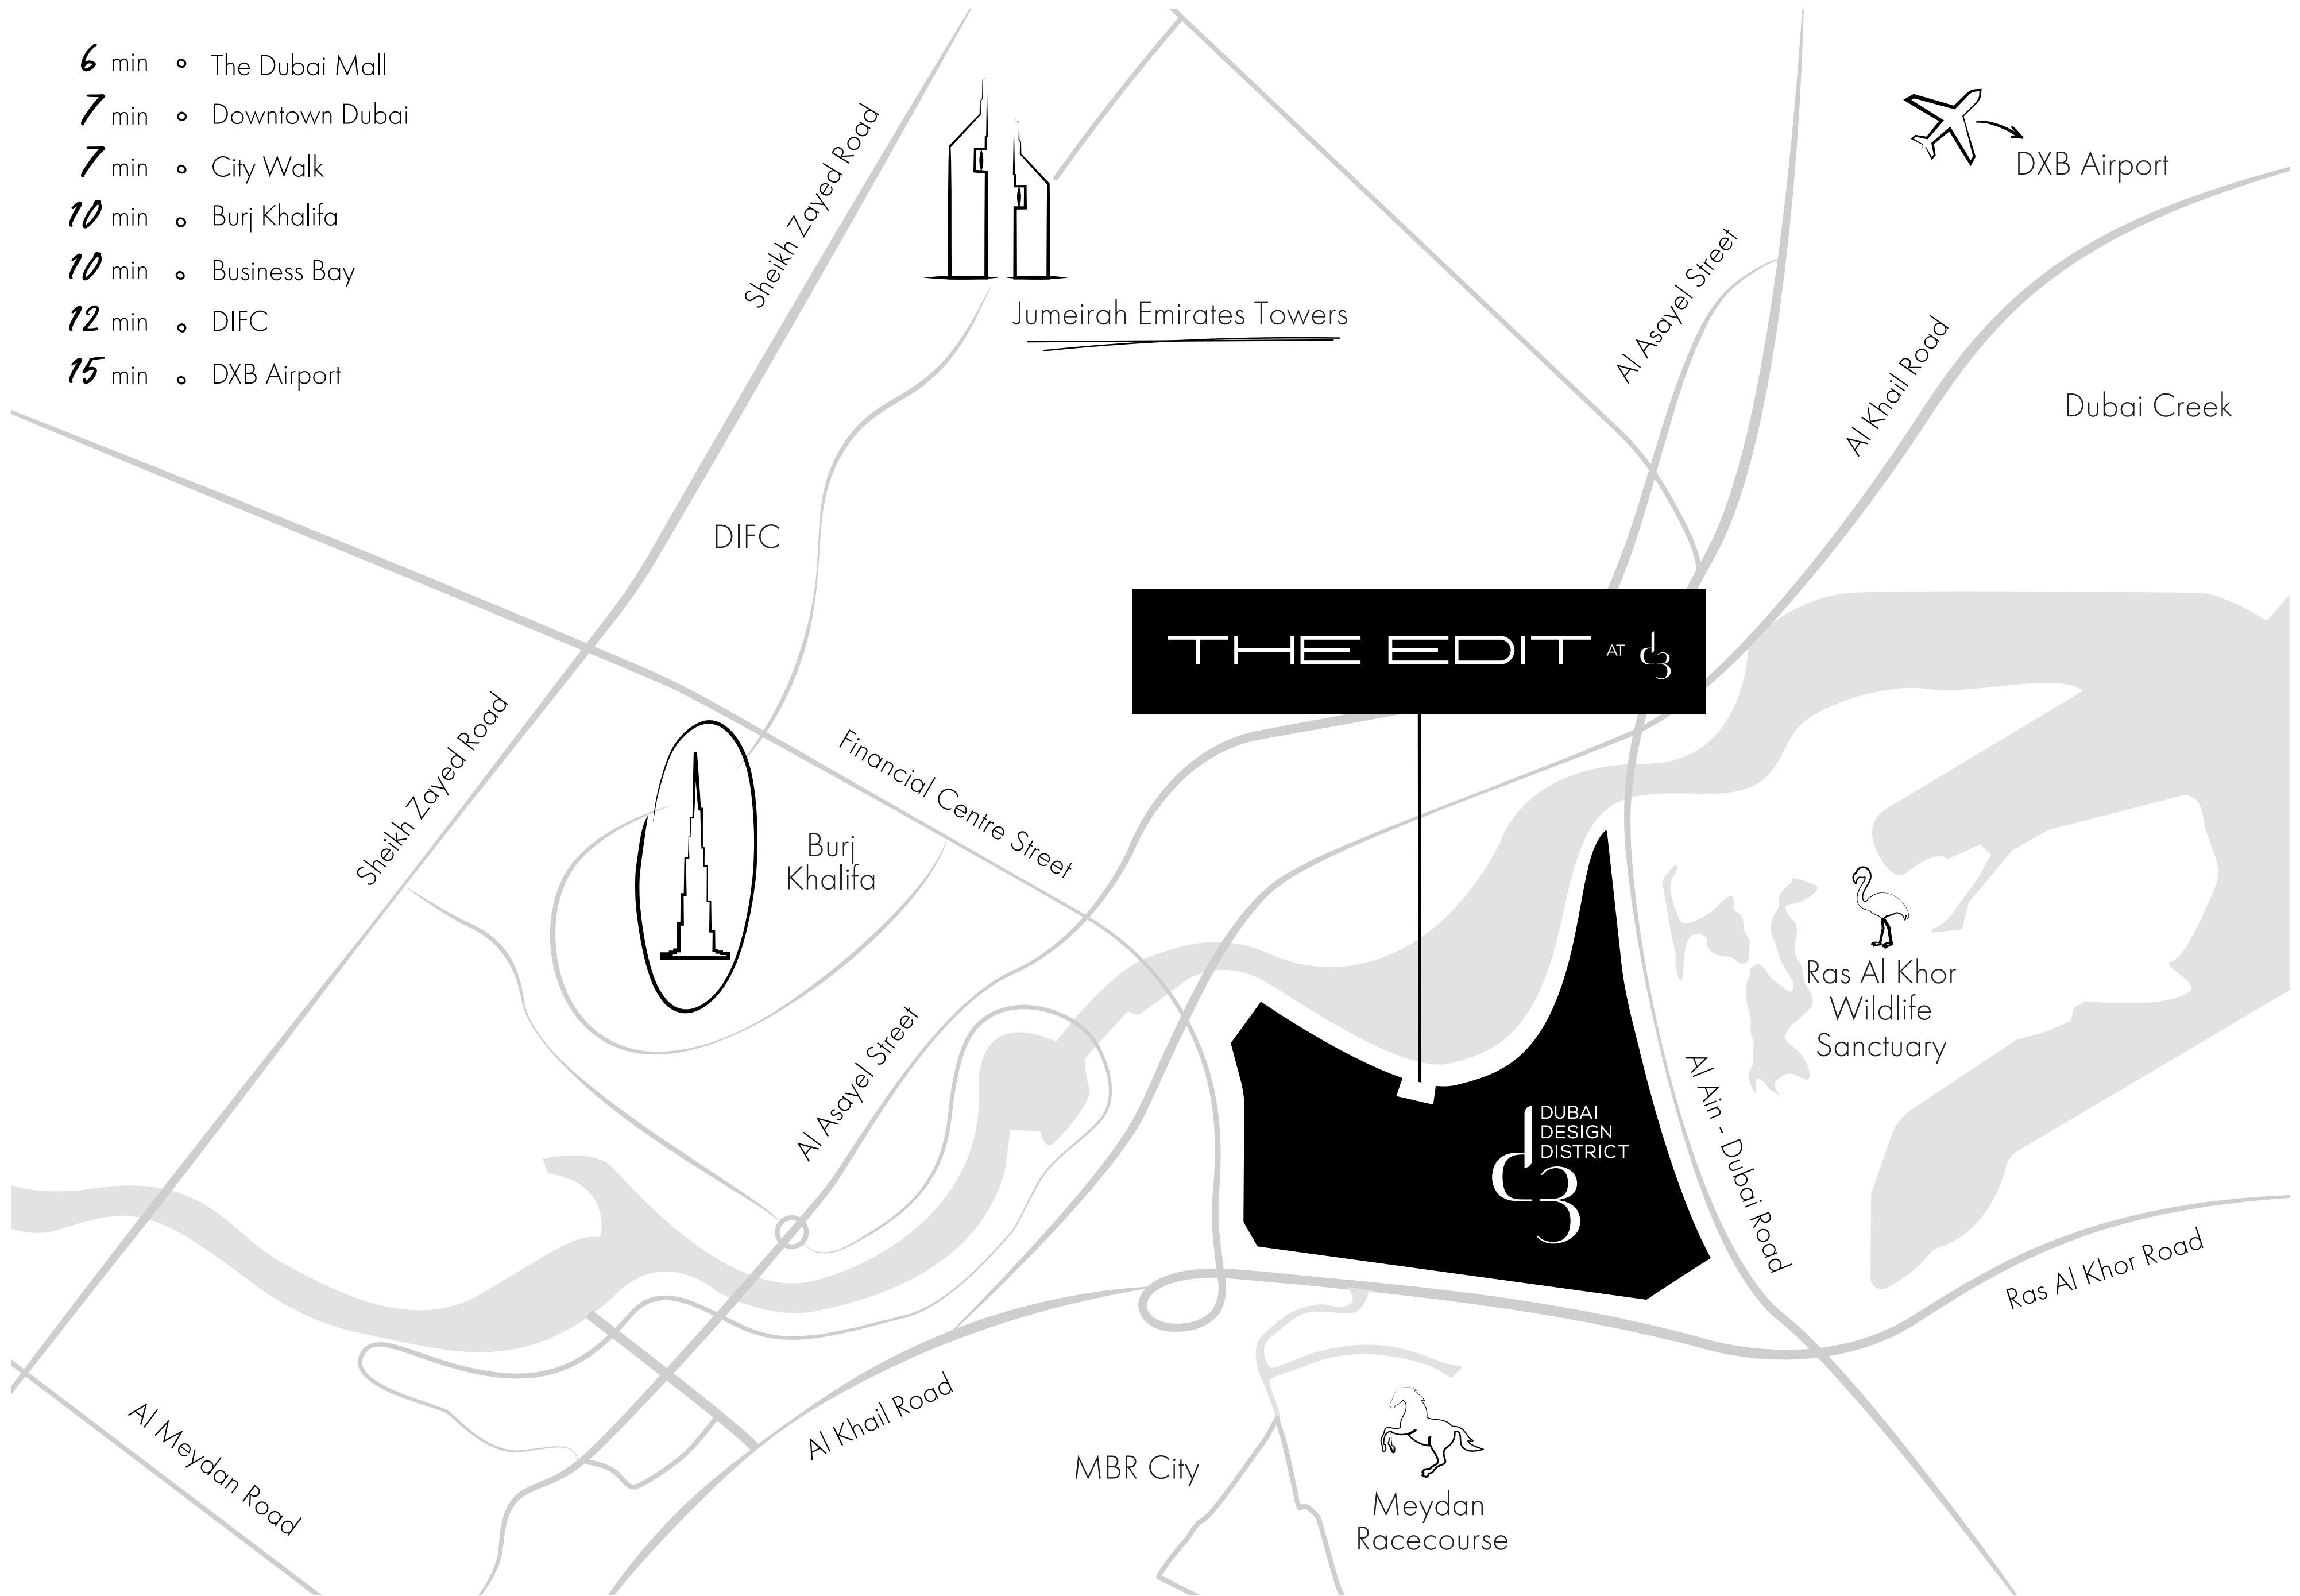 6 min The Dubai Mall
7 min Downtown Dubai
7 min City Walk
10 min Burj Khalifa
10 min Business Bay
12 min DIFC
15 min DXB Airport
Sheikh Zayed Road
Jumeirah Emirates Towers
DXB Airport
Al Asayel Street
Al Khail Road
Dubai Creek
DIFC
THE EDIT AT d3
Sheikh Zayed Road
Financial Centre Street
Burj
Khalifa
Ras Al Khor
Wildlife
Sanctuary
Al Asayel Street
DUBAI
DESIGN
DISTRICT
d3
Al Ain - Dubai Road
Ras Al Khor Road
Al Meydan Road
Al Khail Road
MBR City
Meydan
Racecourse